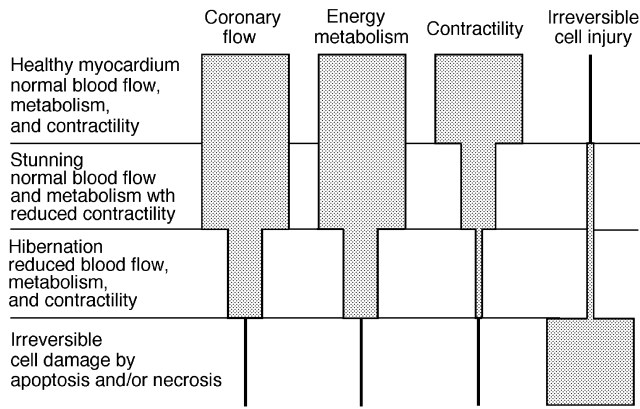 Coronary flow
Energy metabolism
Contractility
Irreversible cell injury
Healthy myocardium
normal blood flow,
metabolism,
and contractility
Stunning
normal blood flow
and metabolism wth
reduced contractility
Hibernation
reduced blood flow,
metabolism,
and contractility
Irreversible
cell damage by
apoptosis and/or necrosis